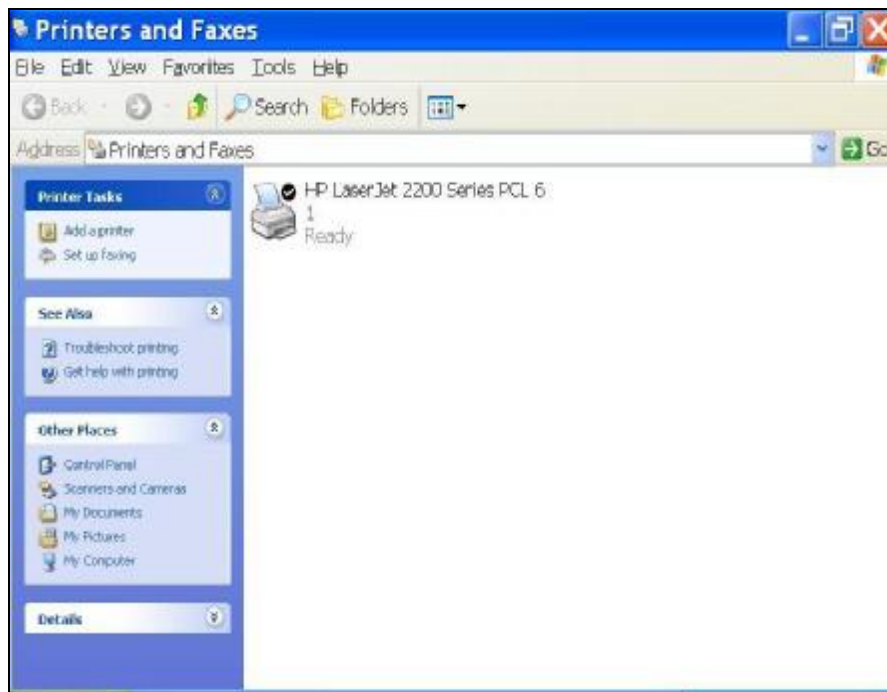 Printers and Faxes
File Edit View Favorites Tools Help
Back Search Folders
Address Printers and Faxes Go
Printer Tasks
Add a printer
Set up faxing
See Also
Troubleshoot printing
Get help with printing
Other Places
Control Panel
Scanners and Cameras
My Documents
My Pictures
My Computer
Details
HP LaserJet 2200 Series PCL 6
1
Ready